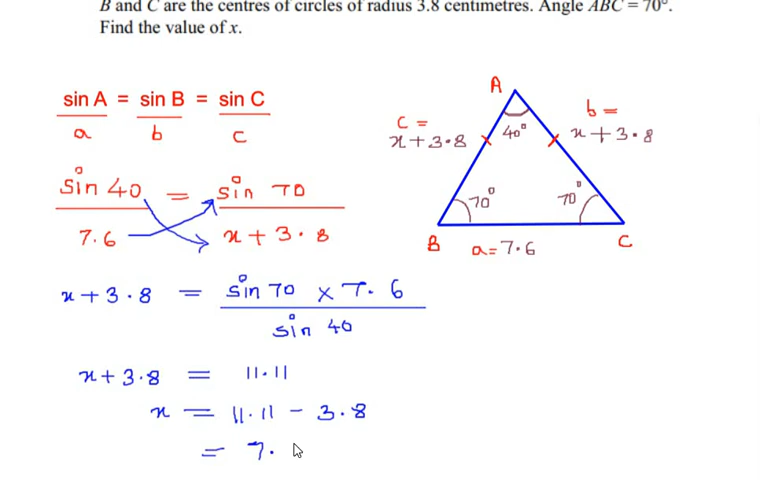 B and C are the centres of circles of radius 3.8 centimetres. Angle ABC = 70°.
Find the value of x.
sin A = sin B = sin C
a b c
sin 40 = sin 70
7.6 x + 3.8
x + 3.8 = sin 70 × 7.6
sin 40
x + 3.8 = 11.11
x = 11.11 - 3.8
= 7.
A
c =
x + 3.8
b =
x + 3.8
40°
70°
70°
B
a = 7.6
C